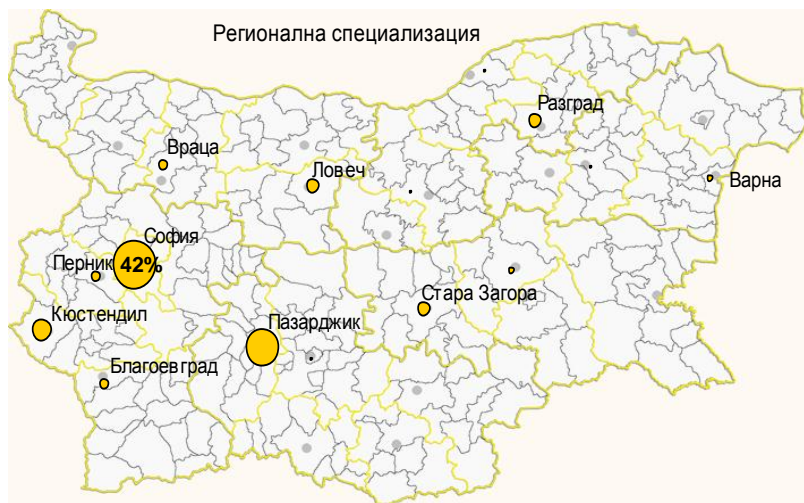 Регионална специализация
Разград
Враца
Ловеч
Варна
София
Перник
42%
Стара Загора
Кюстендил
Пазарджик
Благоевград